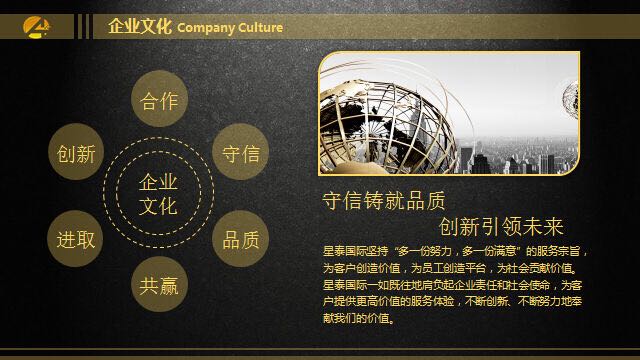 企业文化 Company Culture
合作
创新
守信
企业
文化
进取
品质
共赢
守信铸就品质
创新引领未来
星泰国际坚持“多一份努力，多一份满意”的服务宗旨，
为客户创造价值，为员工创造平台，为社会贡献价值。
星泰国际一如既往地肩负起企业责任和社会使命，为客
户提供更高价值的服务体验，不断创新、不断努力地奉
献我们的价值。